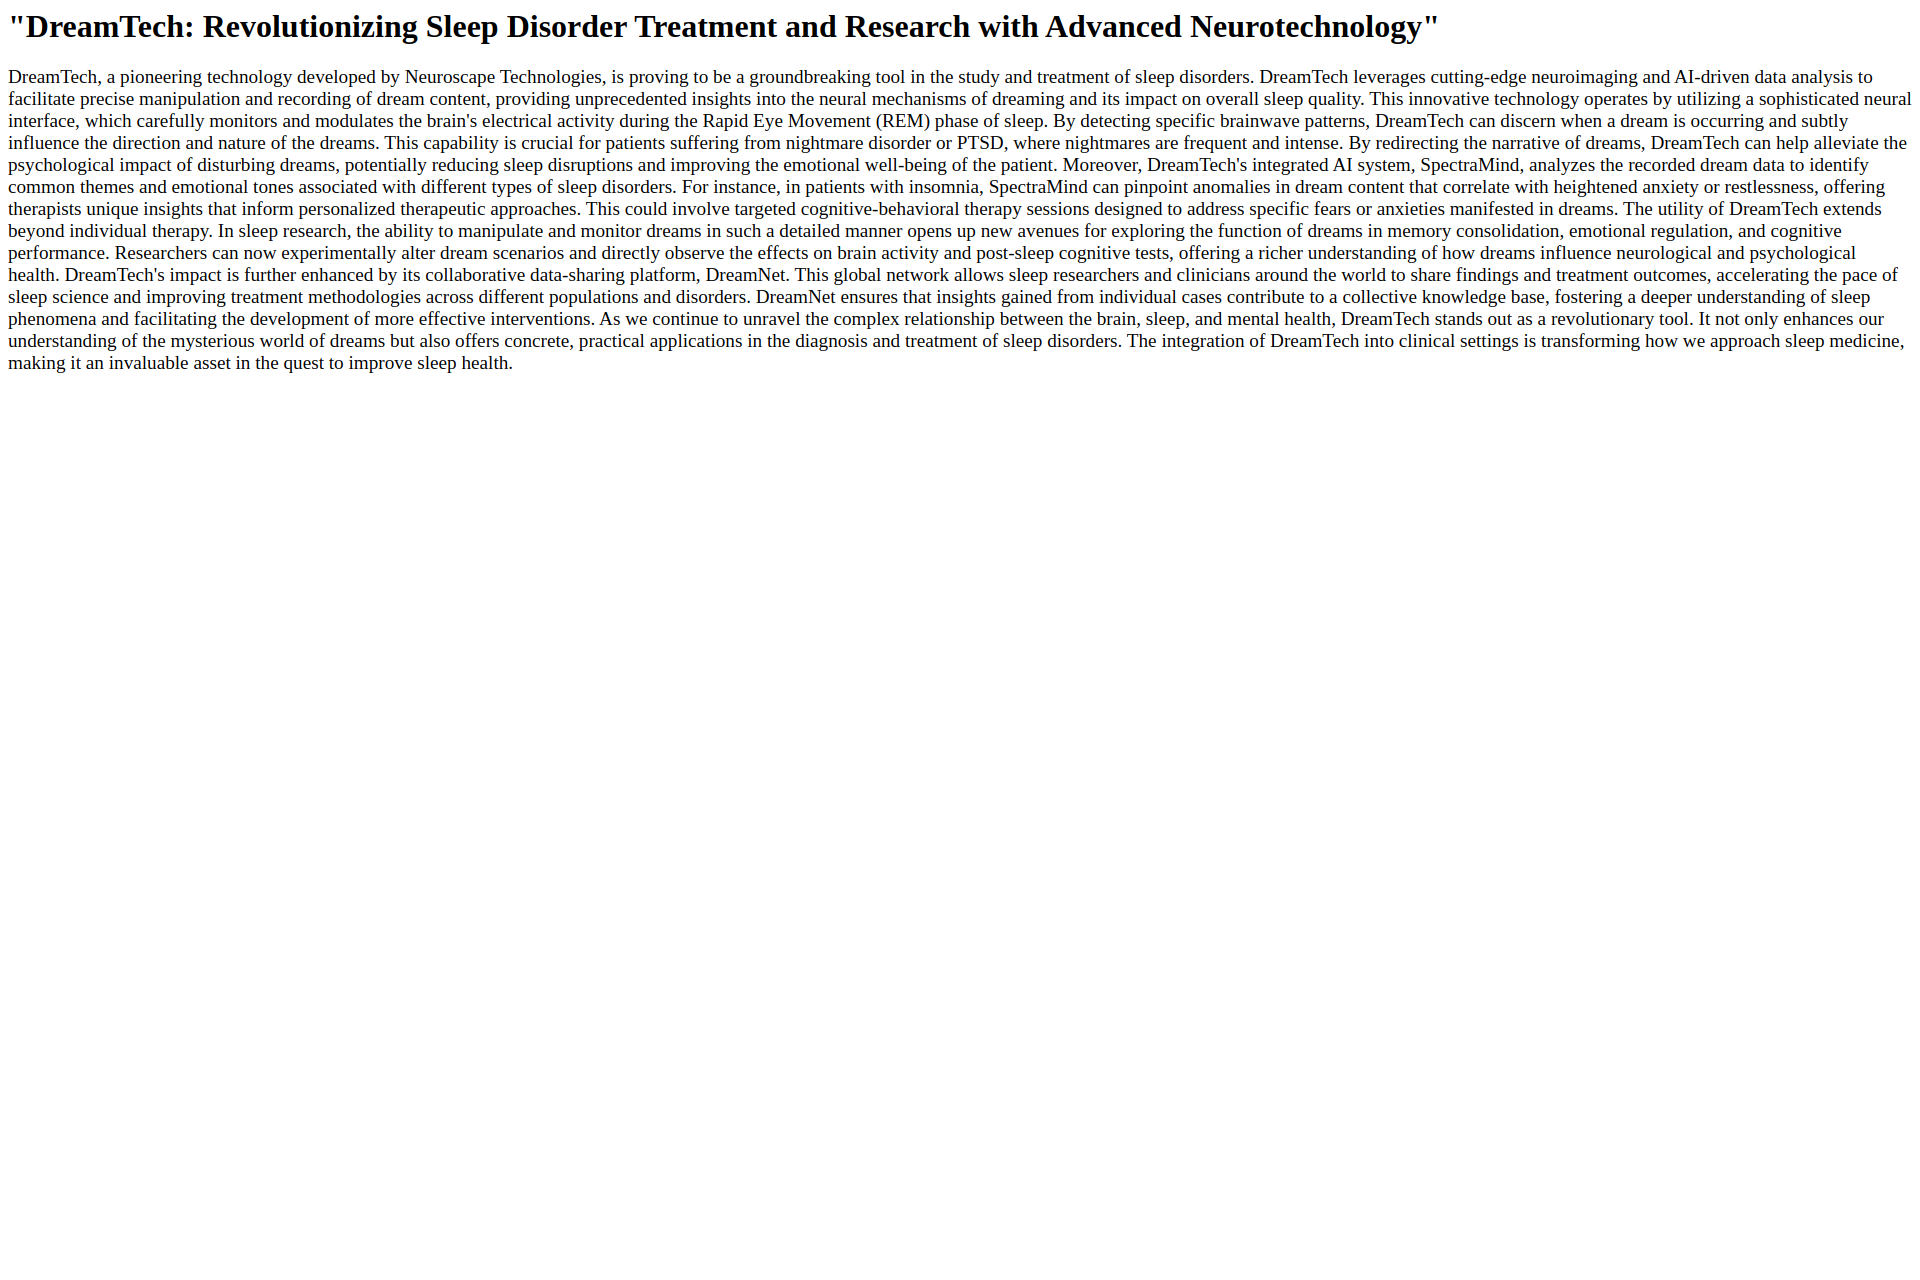 "DreamTech: Revolutionizing Sleep Disorder Treatment and Research with Advanced Neurotechnology"
DreamTech, a pioneering technology developed by Neuroscape Technologies, is proving to be a groundbreaking tool in the study and treatment of sleep disorders. DreamTech leverages cutting-edge neuroimaging and AI-driven data analysis to
facilitate precise manipulation and recording of dream content, providing unprecedented insights into the neural mechanisms of dreaming and its impact on overall sleep quality. This innovative technology operates by utilizing a sophisticated neural
interface, which carefully monitors and modulates the brain's electrical activity during the Rapid Eye Movement (REM) phase of sleep. By detecting specific brainwave patterns, DreamTech can discern when a dream is occurring and subtly
influence the direction and nature of the dreams. This capability is crucial for patients suffering from nightmare disorder or PTSD, where nightmares are frequent and intense. By redirecting the narrative of dreams, DreamTech can help alleviate the
psychological impact of disturbing dreams, potentially reducing sleep disruptions and improving the emotional well-being of the patient. Moreover, DreamTech's integrated AI system, SpectraMind, analyzes the recorded dream data to identify
common themes and emotional tones associated with different types of sleep disorders. For instance, in patients with insomnia, SpectraMind can pinpoint anomalies in dream content that correlate with heightened anxiety or restlessness, offering
therapists unique insights that inform personalized therapeutic approaches. This could involve targeted cognitive-behavioral therapy sessions designed to address specific fears or anxieties manifested in dreams. The utility of DreamTech extends
beyond individual therapy. In sleep research, the ability to manipulate and monitor dreams in such a detailed manner opens up new avenues for exploring the function of dreams in memory consolidation, emotional regulation, and cognitive
performance. Researchers can now experimentally alter dream scenarios and directly observe the effects on brain activity and post-sleep cognitive tests, offering a richer understanding of how dreams influence neurological and psychological
health. DreamTech's impact is further enhanced by its collaborative data-sharing platform, DreamNet. This global network allows sleep researchers and clinicians around the world to share findings and treatment outcomes, accelerating the pace of
sleep science and improving treatment methodologies across different populations and disorders. DreamNet ensures that insights gained from individual cases contribute to a collective knowledge base, fostering a deeper understanding of sleep
phenomena and facilitating the development of more effective interventions. As we continue to unravel the complex relationship between the brain, sleep, and mental health, DreamTech stands out as a revolutionary tool. It not only enhances our
understanding of the mysterious world of dreams but also offers concrete, practical applications in the diagnosis and treatment of sleep disorders. The integration of DreamTech into clinical settings is transforming how we approach sleep medicine,
making it an invaluable asset in the quest to improve sleep health.